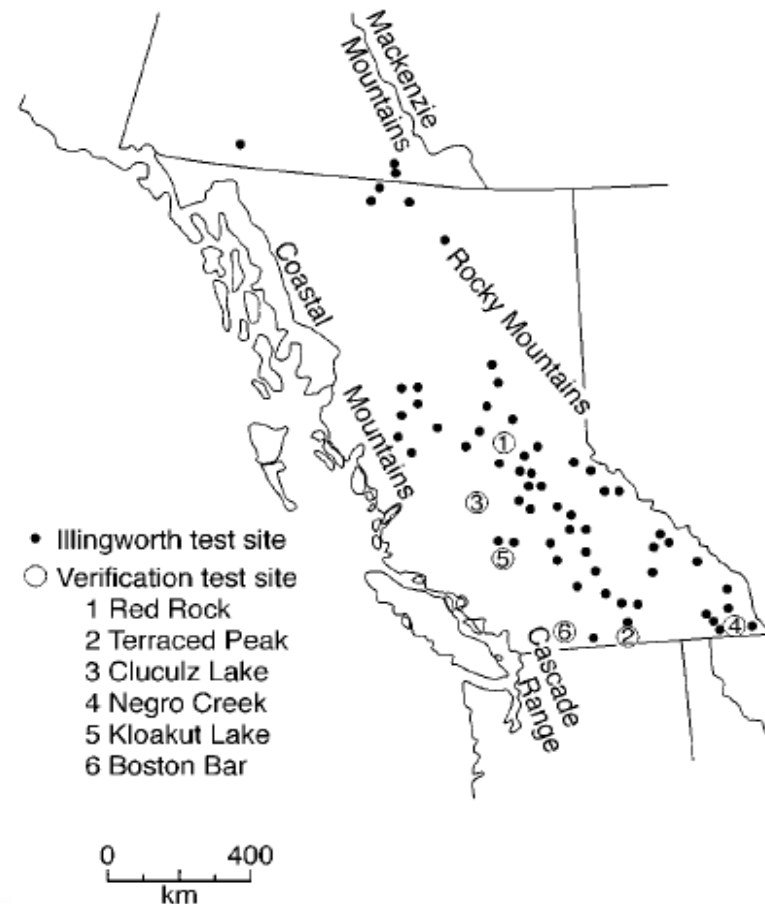 Mackenzie
Mountains
Coastal
Mountains
Rocky Mountains
1
3
5
6
2
4
Cascade
Range
Illingworth test site
Verification test site
1 Red Rock
2 Terraced Peak
3 Cluculz Lake
4 Negro Creek
5 Kloakut Lake
6 Boston Bar
0 400
km